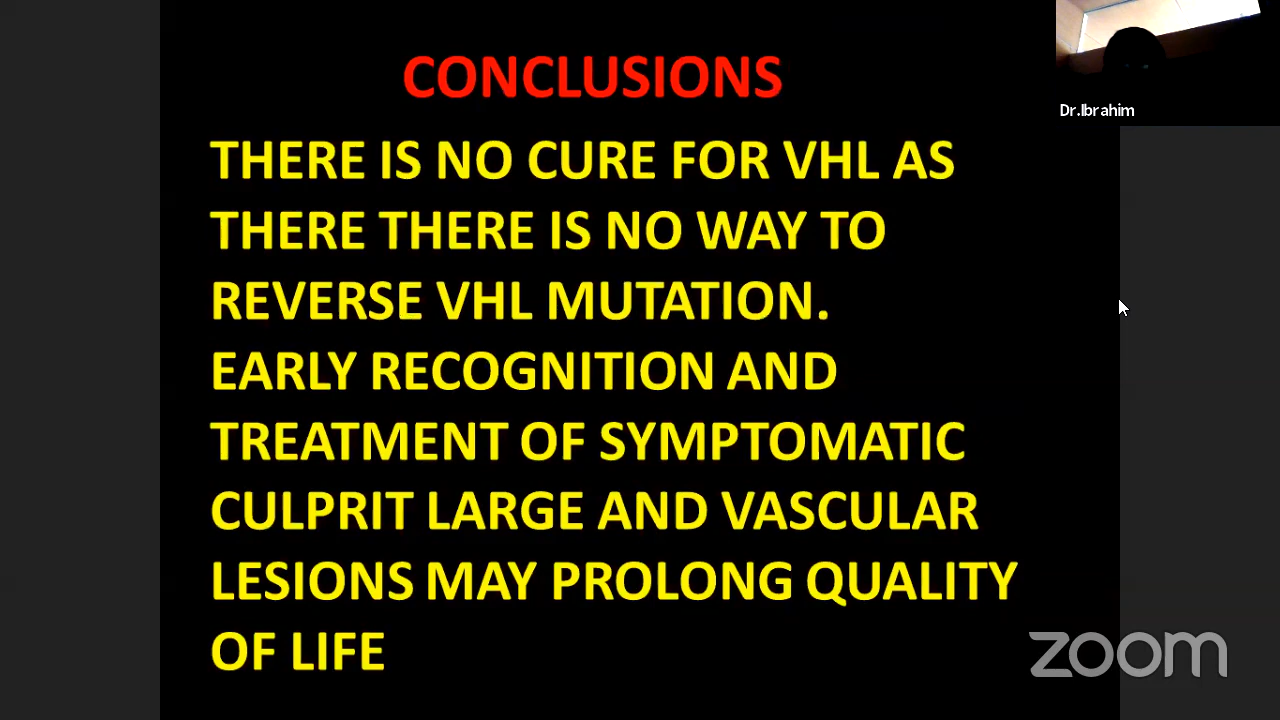 CONCLUSIONS
Dr.Ibrahim
THERE IS NO CURE FOR VHL AS
THERE THERE IS NO WAY TO
REVERSE VHL MUTATION.
EARLY RECOGNITION AND
TREATMENT OF SYMPTOMATIC
CULPRIT LARGE AND VASCULAR
LESIONS MAY PROLONG QUALITY
OF LIFE
zoom